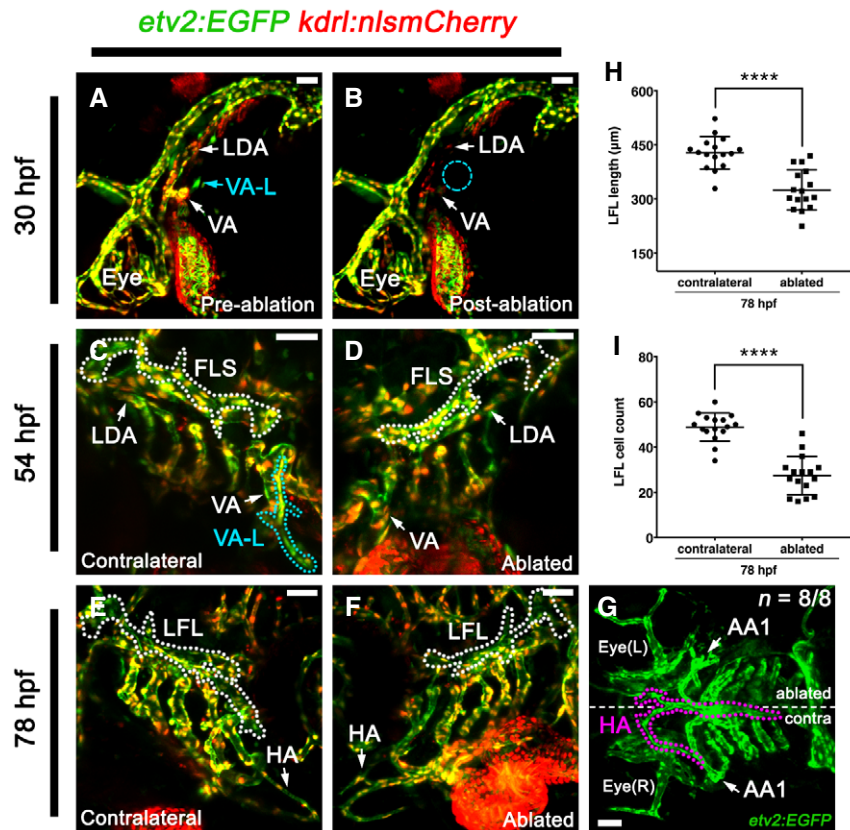 etv2:EGFP kdrl:nlsmCherry
30 hpf
A
LDA
VA-L
VA
Eye
Pre-ablation
B
LDA
VA
Eye
Post-ablation
H
LFL length (µm)
600
450
300
150
****
contralateral
ablated
78 hpf
54 hpf
C
FLS
LDA
VA
VA-L
Contralateral
D
FLS
LDA
VA
Ablated
I
LFL cell count
80
60
40
20
0
****
contralateral
ablated
78 hpf
78 hpf
E
LFL
HA
Contralateral
F
LFL
HA
Ablated
G
n = 8/8
AA1
Eye(L)
ablated
HA
contra
Eye(R)
AA1
etv2:EGFP